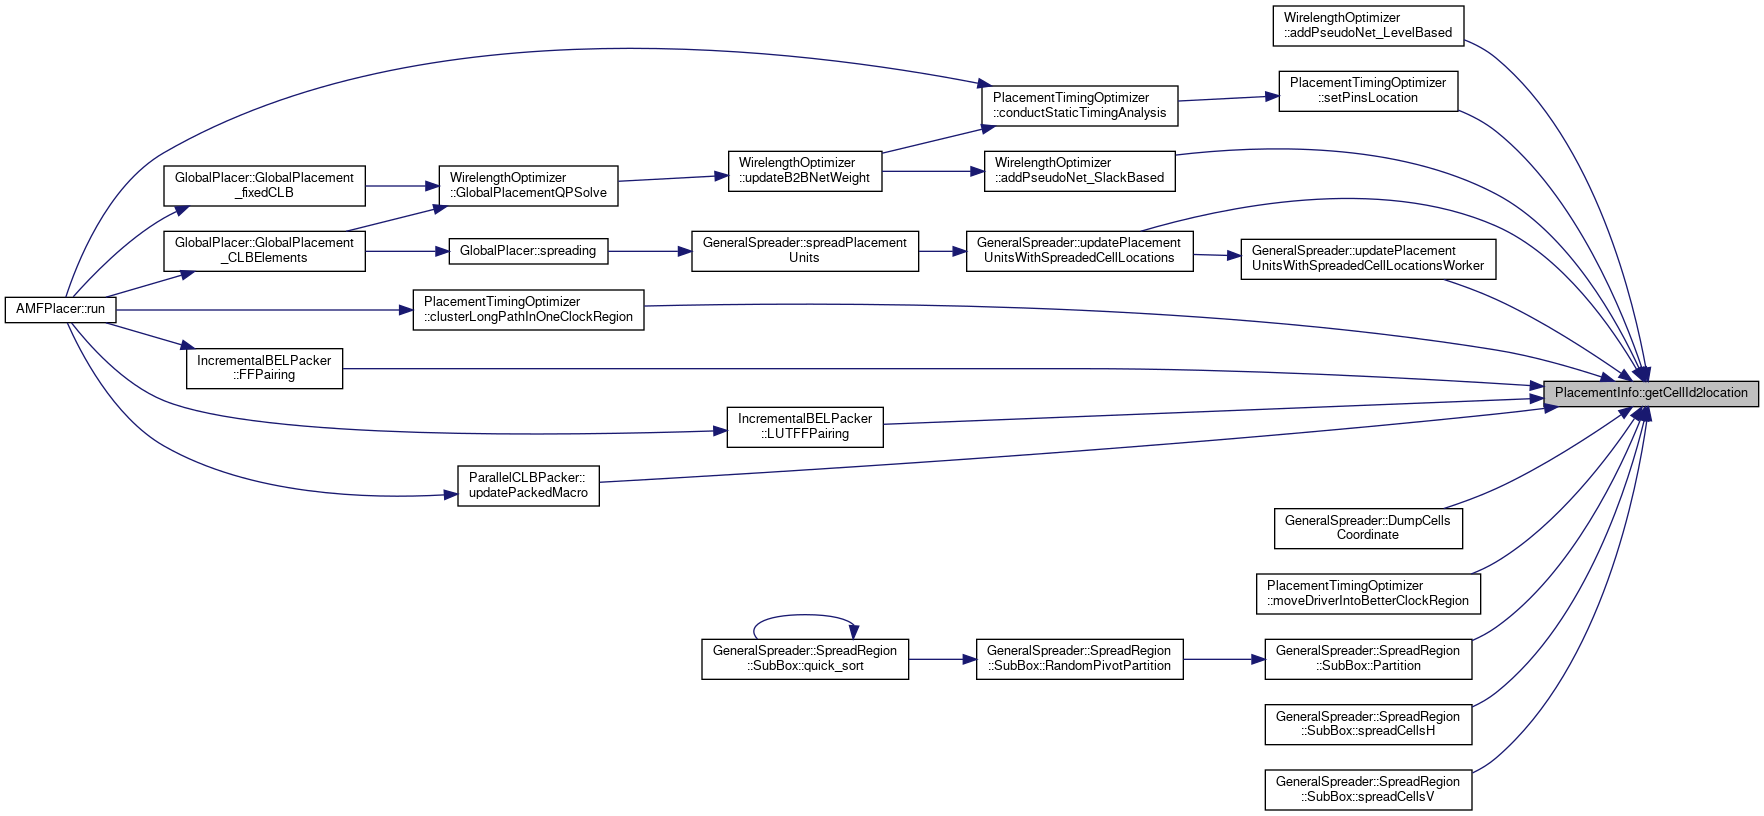 WirelengthOptimizer
::addPseudoNet_LevelBased
PlacementTimingOptimizer
::setPinsLocation
PlacementTimingOptimizer
::conductStaticTimingAnalysis
WirelengthOptimizer
::updateB2BNetWeight
WirelengthOptimizer
::addPseudoNet_SlackBased
GlobalPlacer::GlobalPlacement
_fixedCLB
WirelengthOptimizer
::GlobalPlacementQPSolve
GlobalPlacer::GlobalPlacement
_CLBElements
GlobalPlacer::spreading
GeneralSpreader::spreadPlacement
Units
GeneralSpreader::updatePlacement
UnitsWithSpreadedCellLocations
GeneralSpreader::updatePlacement
UnitsWithSpreadedCellLocationsWorker
AMFPlacer::run
PlacementTimingOptimizer
::clusterLongPathInOneClockRegion
IncrementalBELPacker
::FFPairing
PlacementInfo::getCellId2location
IncrementalBELPacker
::LUTFFPairing
ParallelCLBPacker::
updatePackedMacro
GeneralSpreader::DumpCells
Coordinate
PlacementTimingOptimizer
::moveDriverIntoBetterClockRegion
GeneralSpreader::SpreadRegion
::SubBox::quick_sort
GeneralSpreader::SpreadRegion
::SubBox::RandomPivotPartition
GeneralSpreader::SpreadRegion
::SubBox::Partition
GeneralSpreader::SpreadRegion
::SubBox::spreadCellsH
GeneralSpreader::SpreadRegion
::SubBox::spreadCellsV